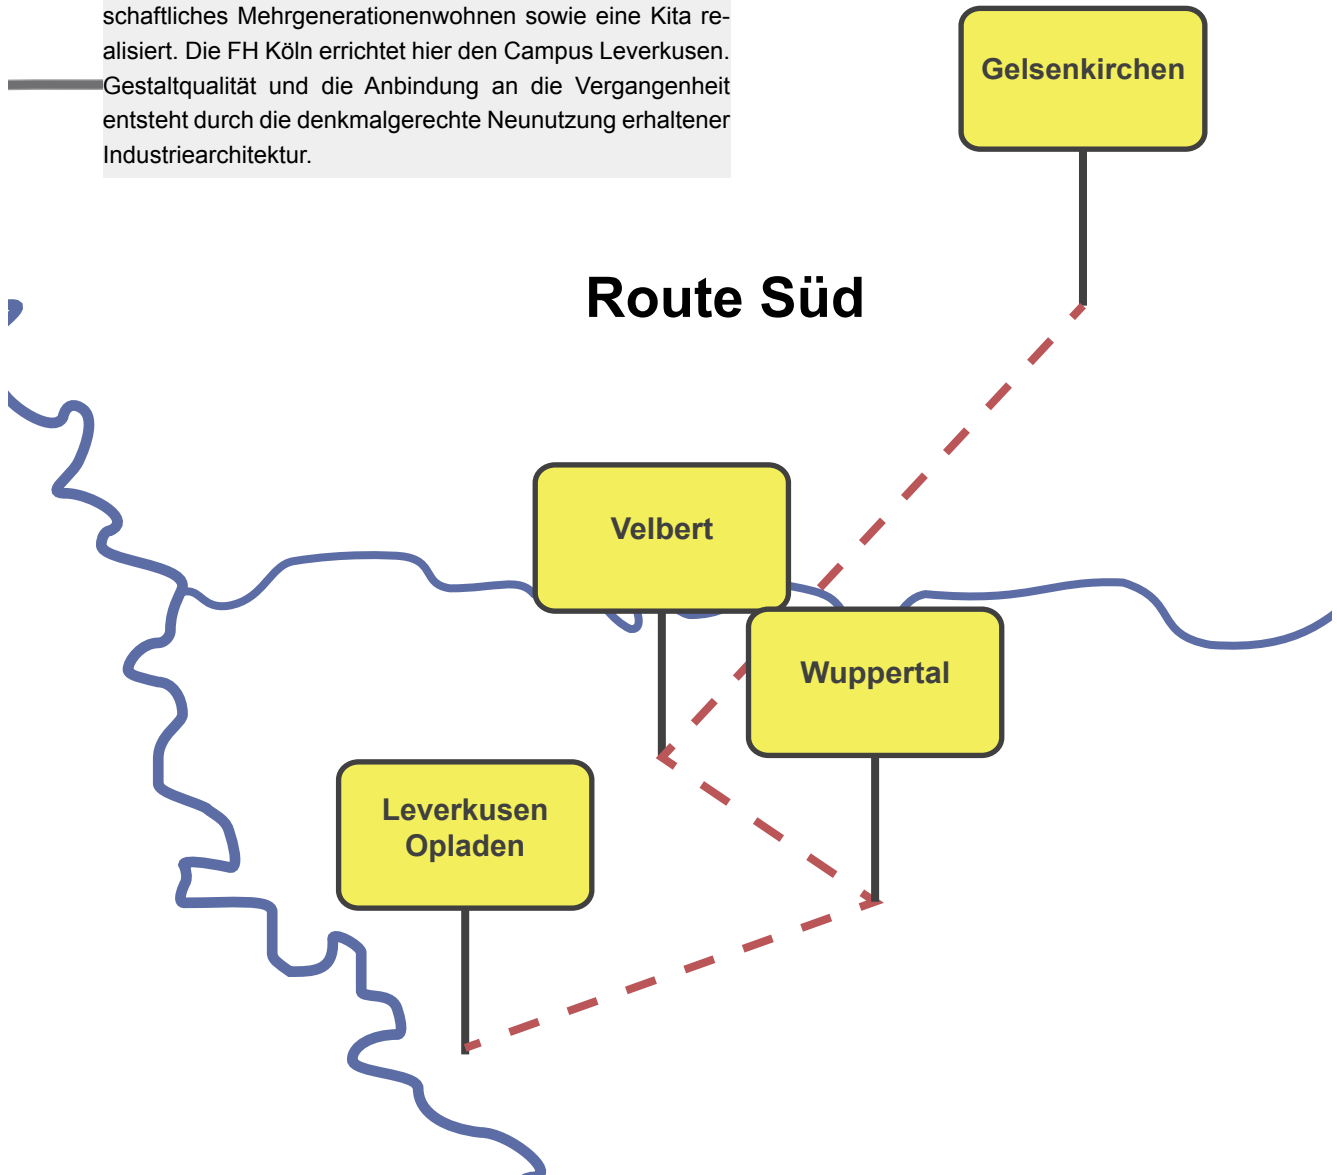 schaftliches Mehrgenerationenwohnen sowie eine Kita re-
alisiert. Die FH Köln errichtet hier den Campus Leverkusen.
Gestaltqualität und die Anbindung an die Vergangenheit
entsteht durch die denkmalgerechte Neunutzung erhaltener
Industriearchitektur.
Gelsenkirchen
Route Süd
Velbert
Wuppertal
Leverkusen
Opladen